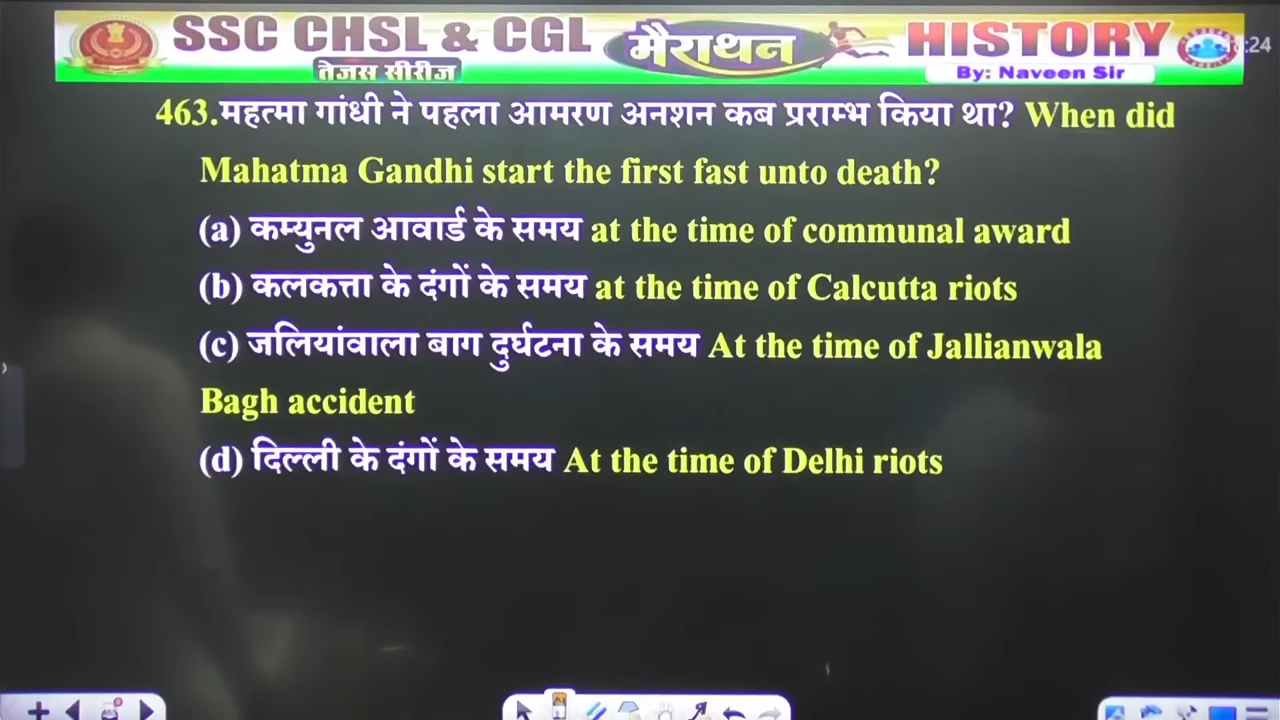 SSC CHSL & CGL मैराथन HISTORY
तेजस सीरीज By: Naveen Sir
463.महत्मा गांधी ने पहला आमरण अनशन कब प्रराम्भ किया था? When did
Mahatma Gandhi start the first fast unto death?
(a) कम्युनल आवार्ड के समय at the time of communal award
(b) कलकत्ता के दंगों के समय at the time of Calcutta riots
(c) जलियांवाला बाग दुर्घटना के समय At the time of Jallianwala
Bagh accident
(d) दिल्ली के दंगों के समय At the time of Delhi riots